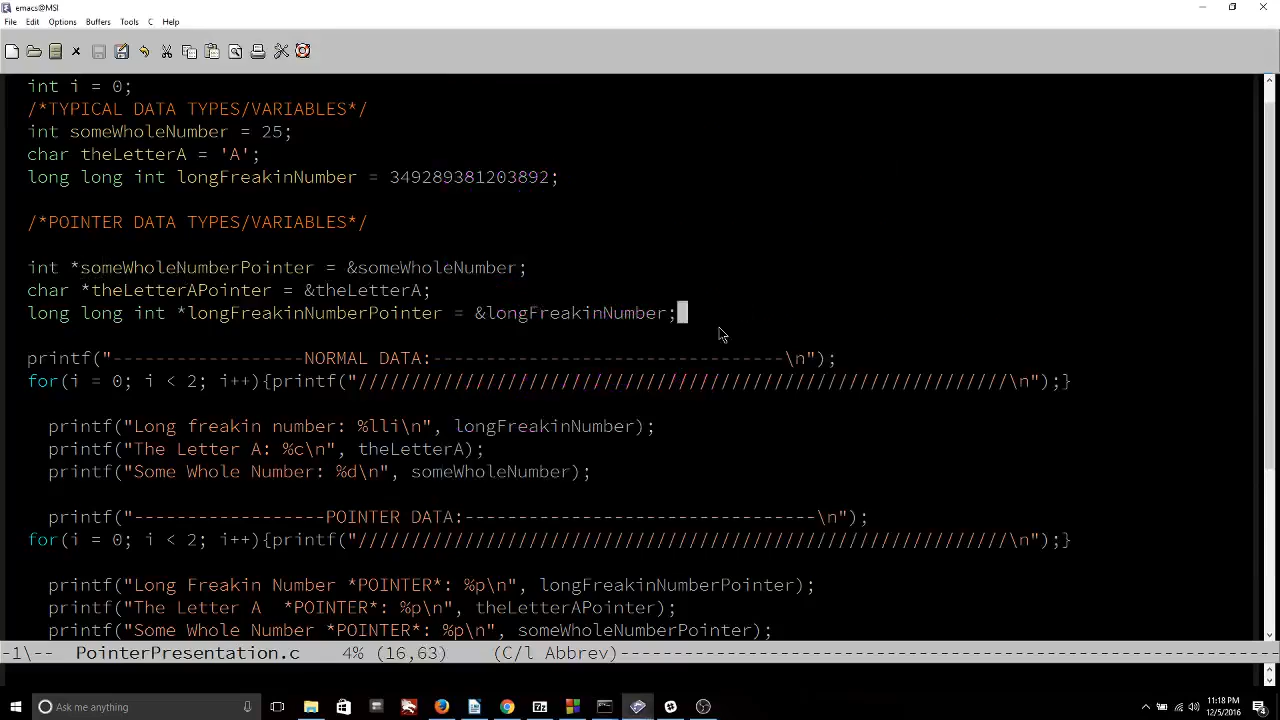 emacs@MSI
File Edit Options Buffers Tools C Help
int i = 0;
/*TYPICAL DATA TYPES/VARIABLES*/
int someWholeNumber = 25;
char theLetterA = 'A';
long long int longFreakinNumber = 349289381203892;
/*POINTER DATA TYPES/VARIABLES*/
int *someWholeNumberPointer = &someWholeNumber;
char *theLetterAPointer = &theLetterA;
long long int *longFreakinNumberPointer = &longFreakinNumber;
printf("------------------NORMAL DATA:---------------------------------\n");
for(i = 0; i < 2; i++){printf("/////////////////////////////////////////////////////////////\n");}
printf("Long freakin number: %lli\n", longFreakinNumber);
printf("The Letter A: %c\n", theLetterA);
printf("Some Whole Number: %d\n", someWholeNumber);
printf("------------------POINTER DATA:---------------------------------\n");
for(i = 0; i < 2; i++){printf("/////////////////////////////////////////////////////////////\n");}
printf("Long Freakin Number *POINTER*: %p\n", longFreakinNumberPointer);
printf("The Letter A  *POINTER*: %p\n", theLetterAPointer);
printf("Some Whole Number *POINTER*: %p\n", someWholeNumberPointer);
-1\-- PointerPresentation.c 4% (16,63) (C/l Abbrev)--------------------------------------------------------------
Ask me anything
11:18 PM
12/5/2016